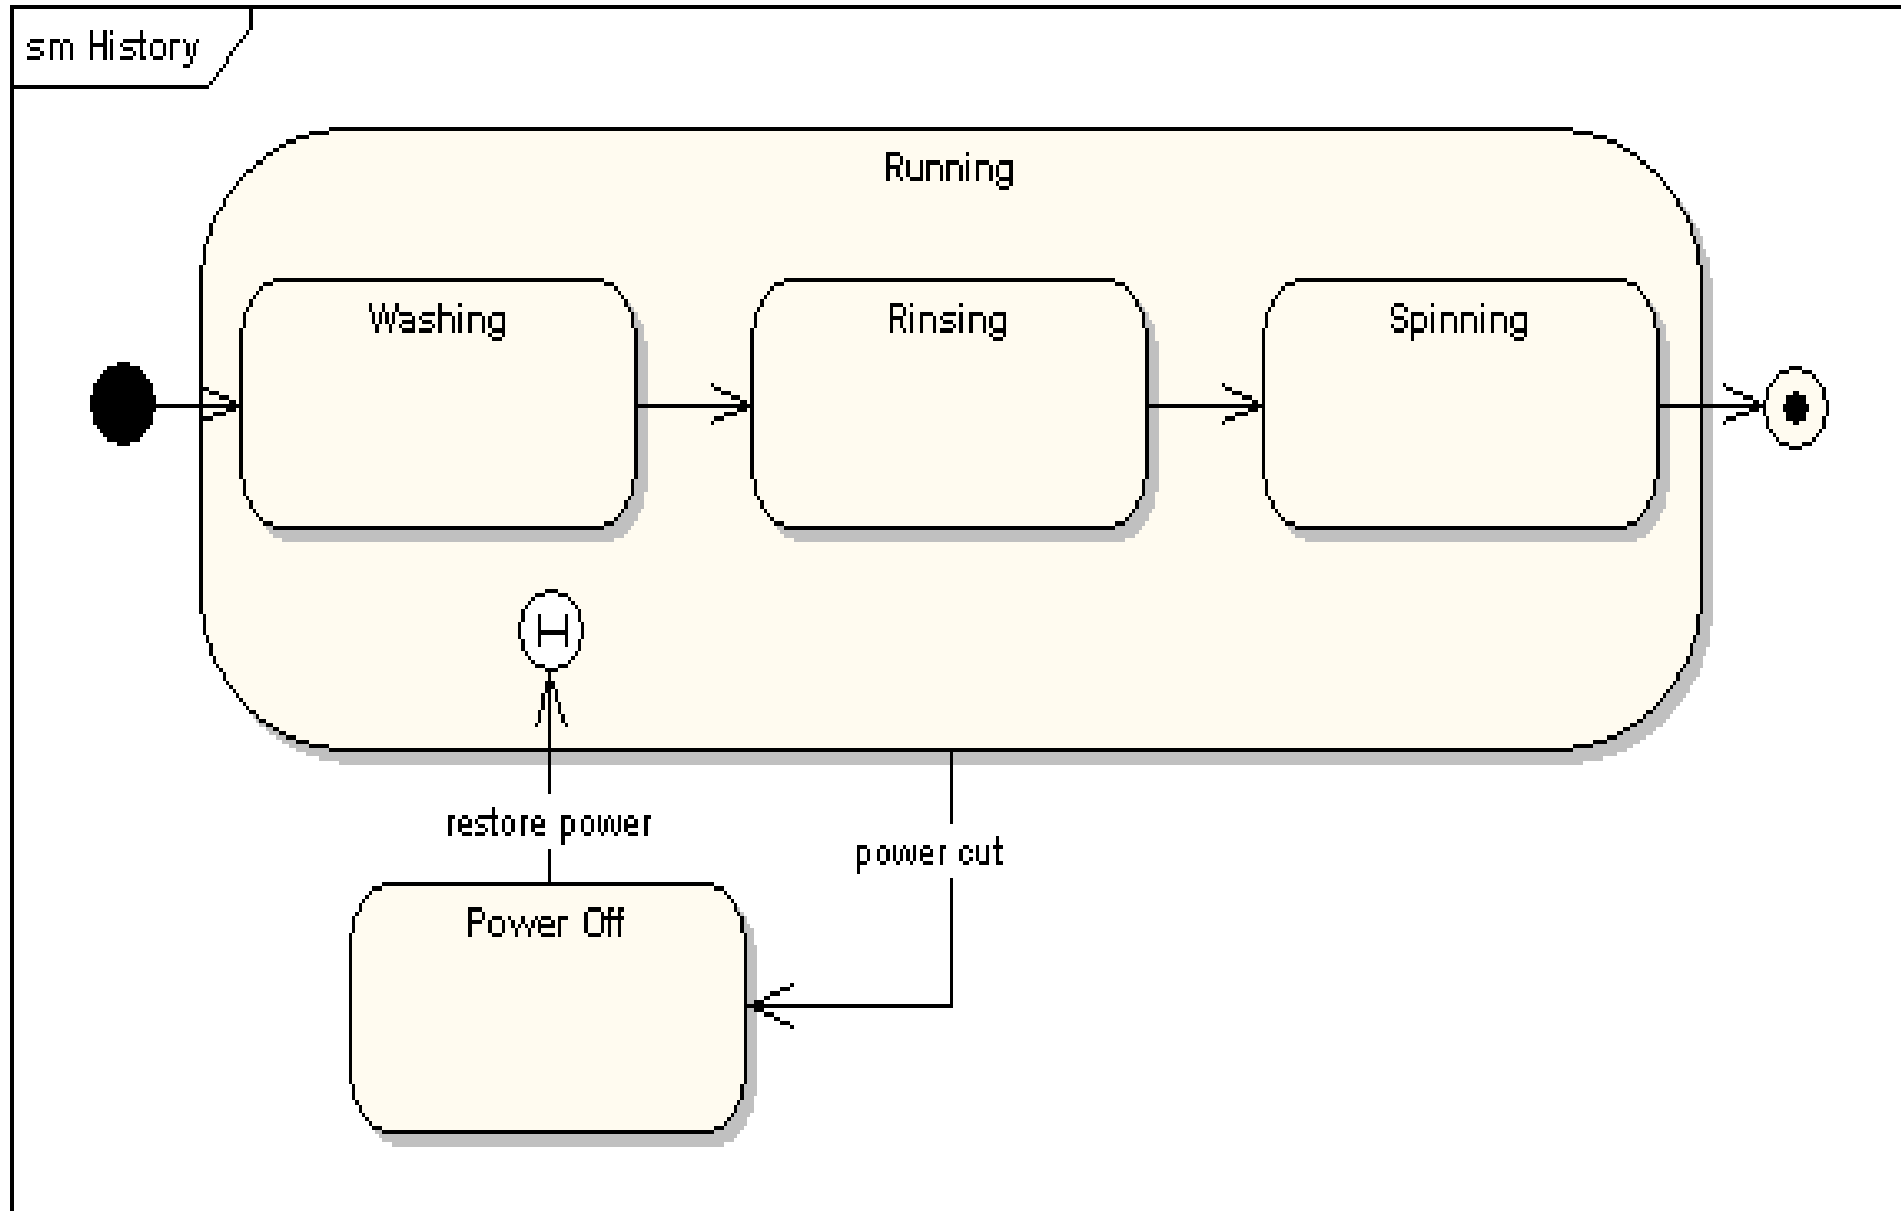 sm History
Running
Washing
Rinsing
Spinning
H
restore power
power cut
Power Off